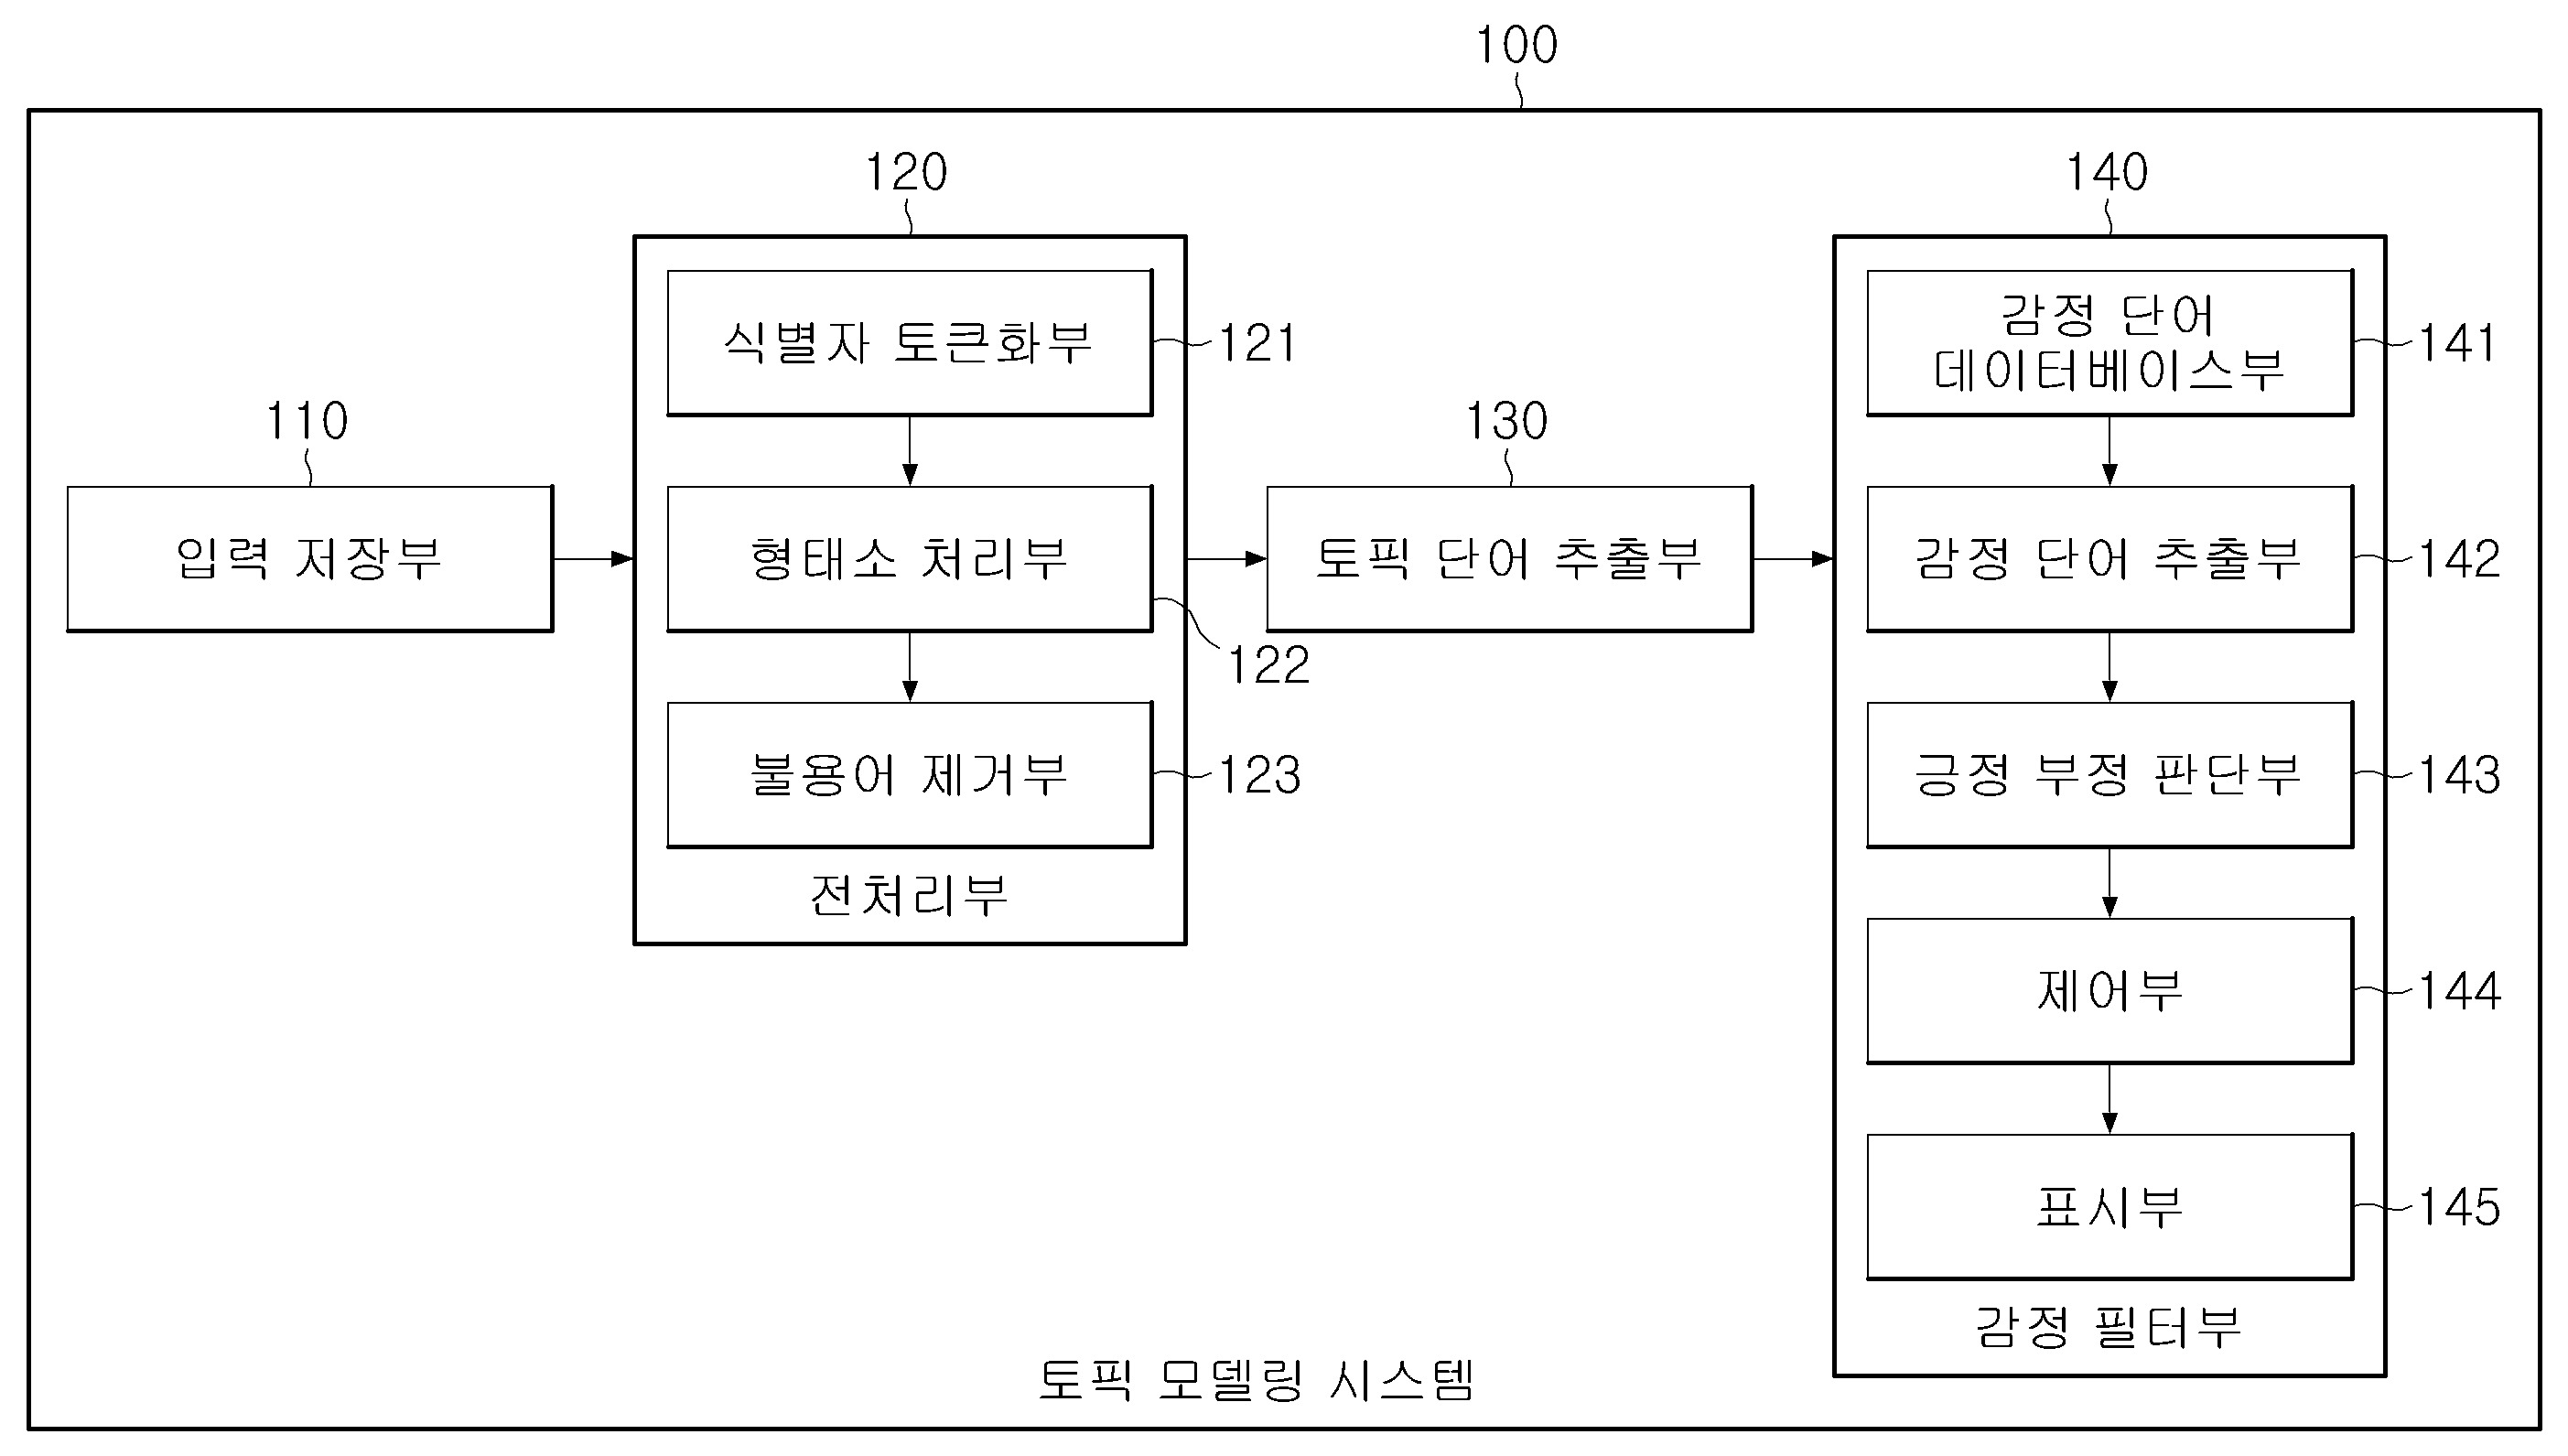 100
120
140
식별자 토큰화부
121
감정 단어
데이터베이스부
141
110
130
입력 저장부
형태소 처리부
122
토픽 단어 추출부
감정 단어 추출부
142
불용어 제거부
123
긍정 부정 판단부
143
전처리부
제어부
144
표시부
145
감정 필터부
토픽 모델링 시스템